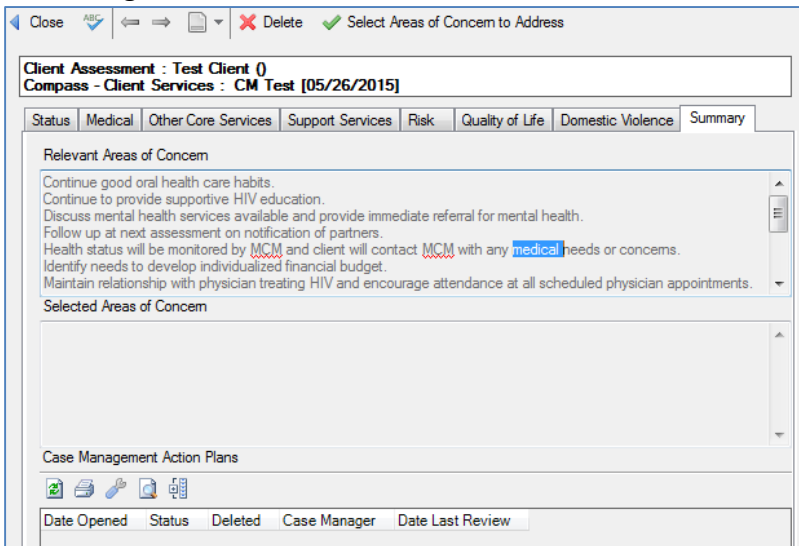 Close ABC Delete Select Areas of Concern to Address
Client Assessment : Test Client ()
Compass - Client Services : CM Test [05/26/2015]
Status Medical Other Core Services Support Services Risk Quality of Life Domestic Violence Summary
Relevant Areas of Concern
Continue good oral health care habits.
Continue to provide supportive HIV education.
Discuss mental health services available and provide immediate referral for mental health.
Follow up at next assessment on notification of partners.
Health status will be monitored by MCM and client will contact MCM with any medical needs or concerns.
Identify needs to develop individualized financial budget.
Maintain relationship with physician treating HIV and encourage attendance at all scheduled physician appointments.
Selected Areas of Concern
Case Management Action Plans
Date Opened Status Deleted Case Manager Date Last Review